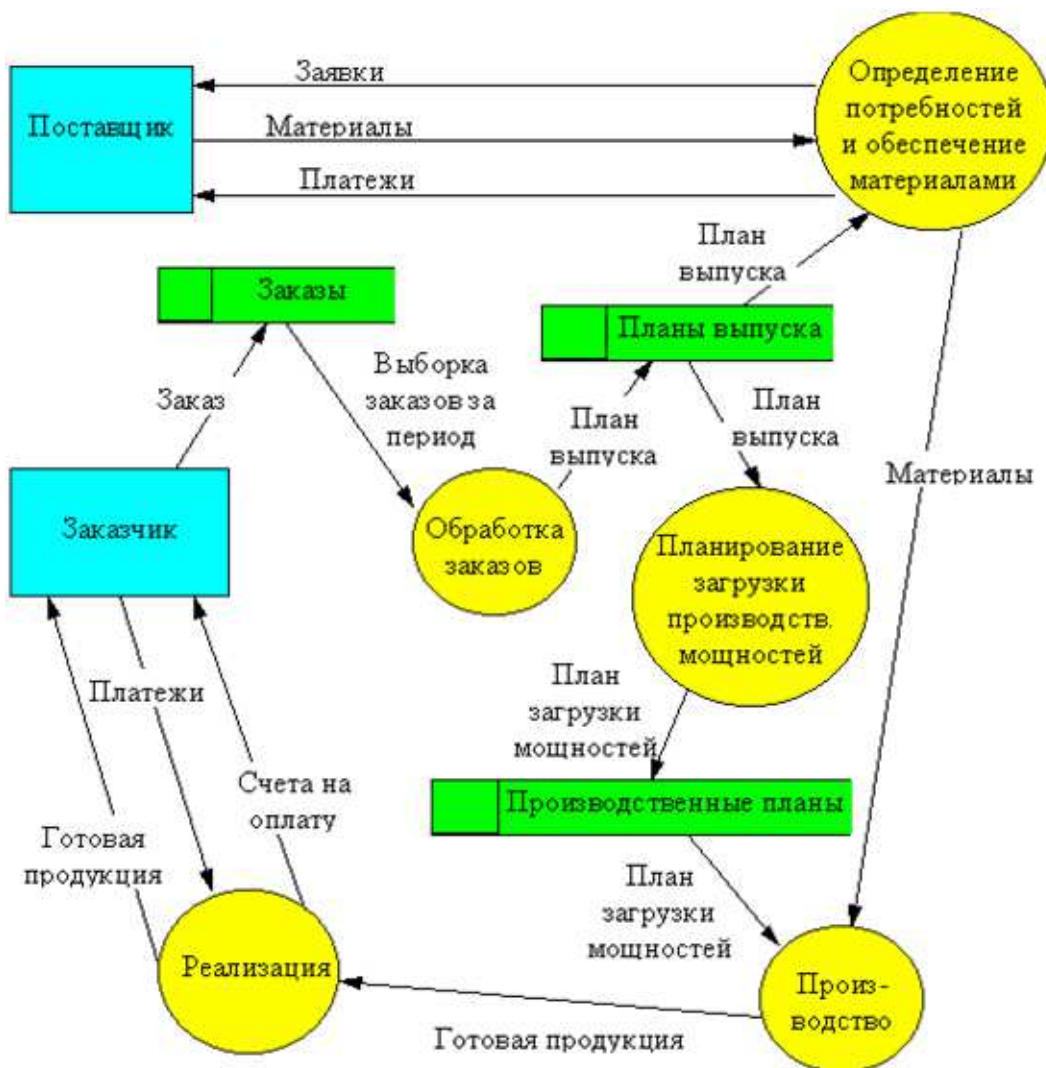 Заявки
Поставщик
Материалы
Платежи
Определение
потребностей
и обеспечение
материалами
План
выпуска
Заказы
Планы выпуска
Выборка
заказов за
период
Заказ
План
выпуска
План
выпуска
Материалы
Заказчик
Обработка
заказов
Планирование
загрузки
производств.
мощностей
Платежи
План
загрузки
мощностей
Счета на
оплату
Производственные планы
Готовая
продукция
План
загрузки
мощностей
Реализация
Произ-
водство
Готовая продукция